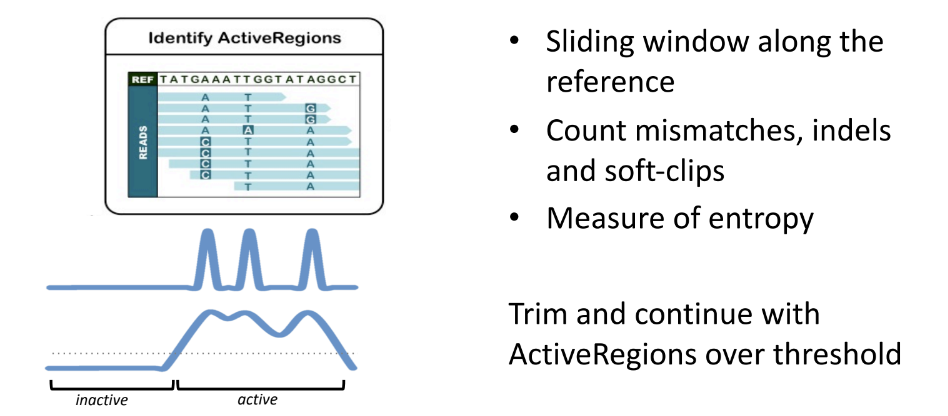 Identify ActiveRegions
REF TATGAAATTGGTATAGGCT
READS
A T
A T G
A T G
A A A
C T A
C T A
C T A
C T A
T A
inactive
active
• Sliding window along the
reference
• Count mismatches, indels
and soft-clips
• Measure of entropy
Trim and continue with
ActiveRegions over threshold